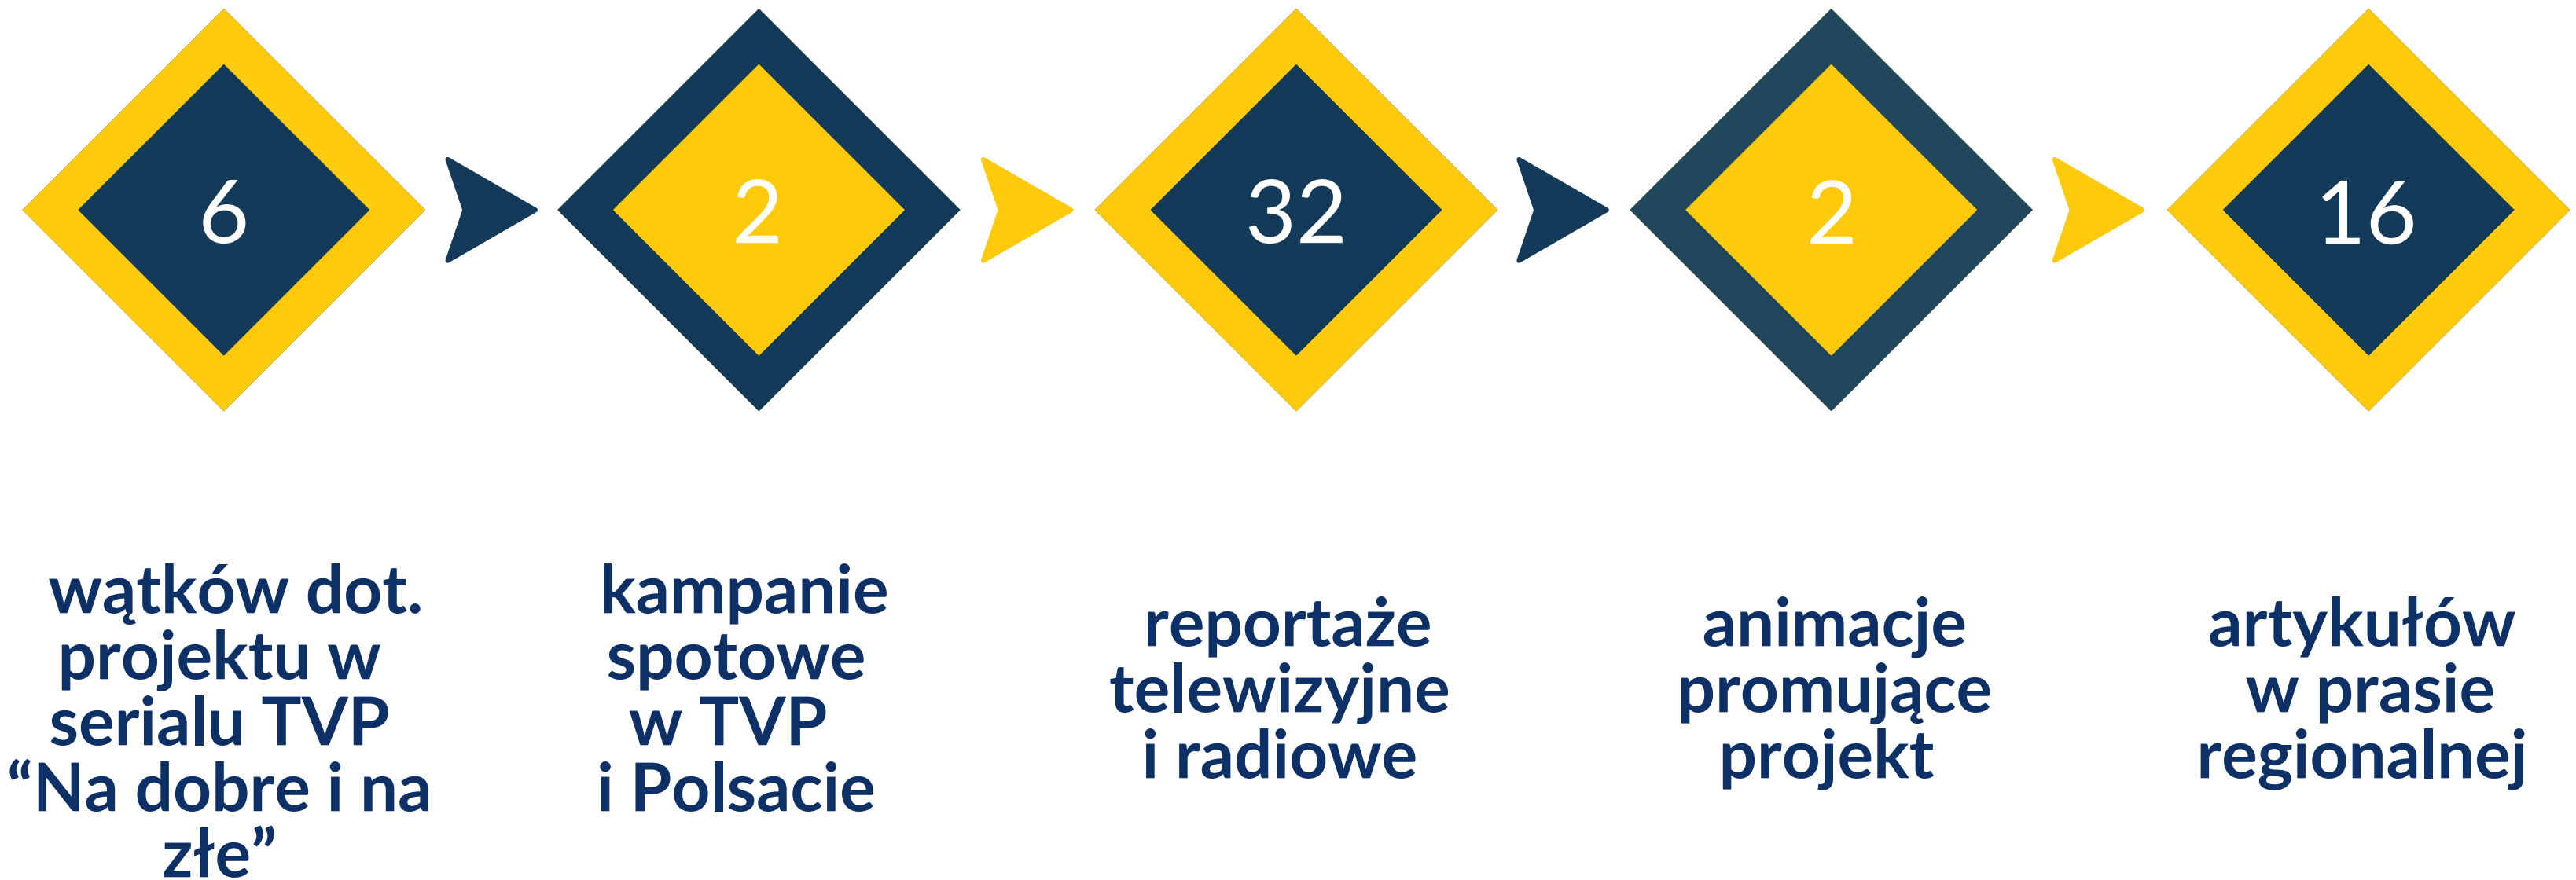 6
2
32
2
16
wątków dot.
projektu w
serialu TVP
“Na dobre i na
złe”
kampanie
spotowe
w TVP
i Polsacie
reportaże
telewizyjne
i radiowe
animacje
promujące
projekt
artykułów
w prasie
regionalnej